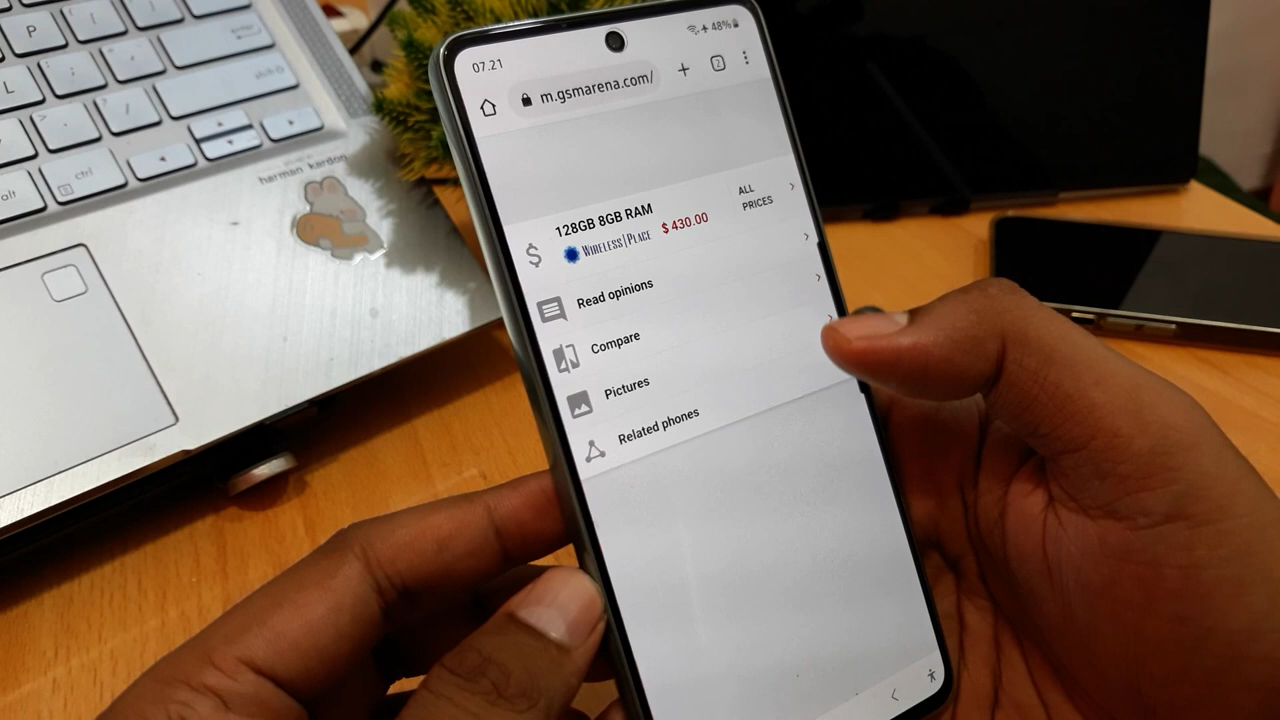 07.21
48%
m.gsmarena.com/
2
128GB 8GB RAM
WIRELESS|PLACE
$ 430.00
ALL
PRICES
Read opinions
Compare
Pictures
Related phones
P
L
alt
ctrl
harman kardon